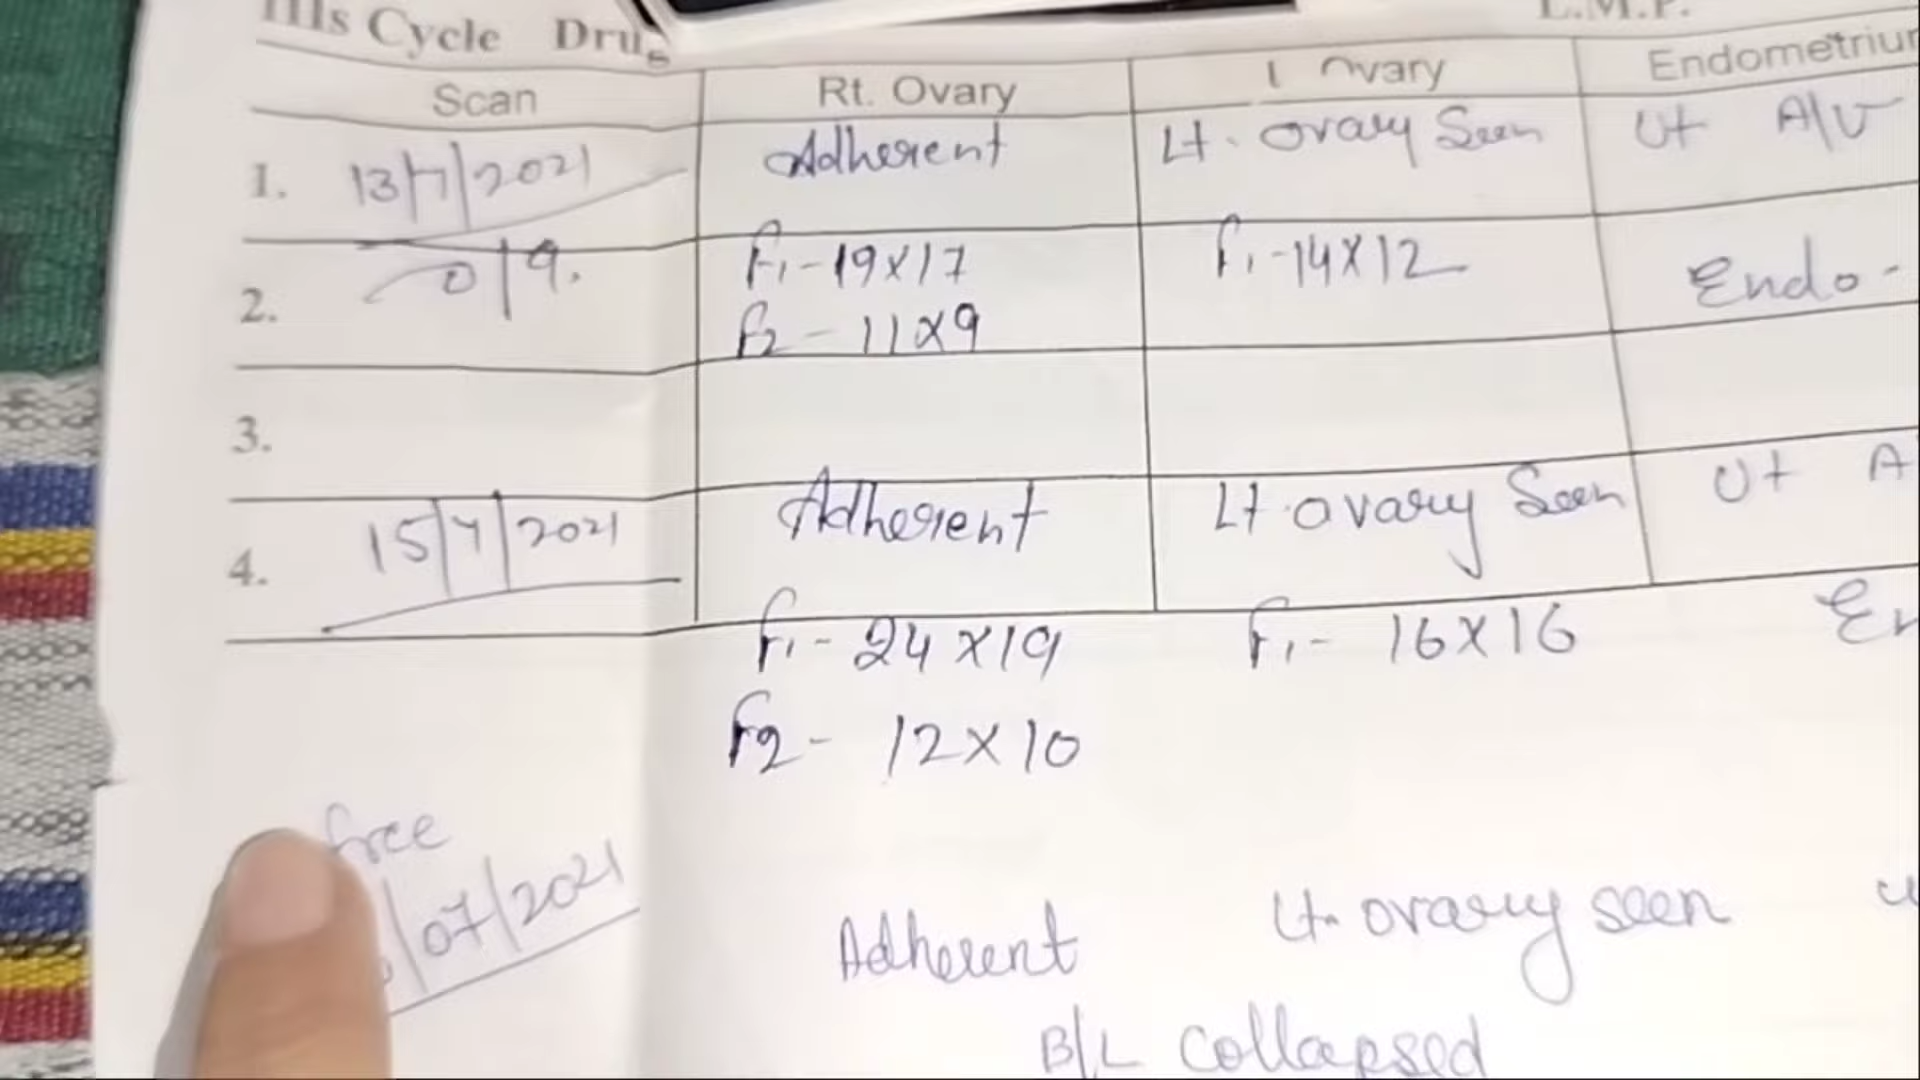 IIIs Cycle Drug L.M.P.
Scan Rt. Ovary Ovary Endometrium
1. 13/7/2021 Adherent Lt. ovary Seen Ut A/V
2. 0/9. F1-19x17 F1-14X12 Endo-
F2 - 11x9
3.
4. 15/7/2021 Adherent Lt ovary Seen Ut A
F1- 24x19 F1- 16x16
F2- 12x10
free
/07/2021
Adherent Lt. ovary seen
B/L Collapsed